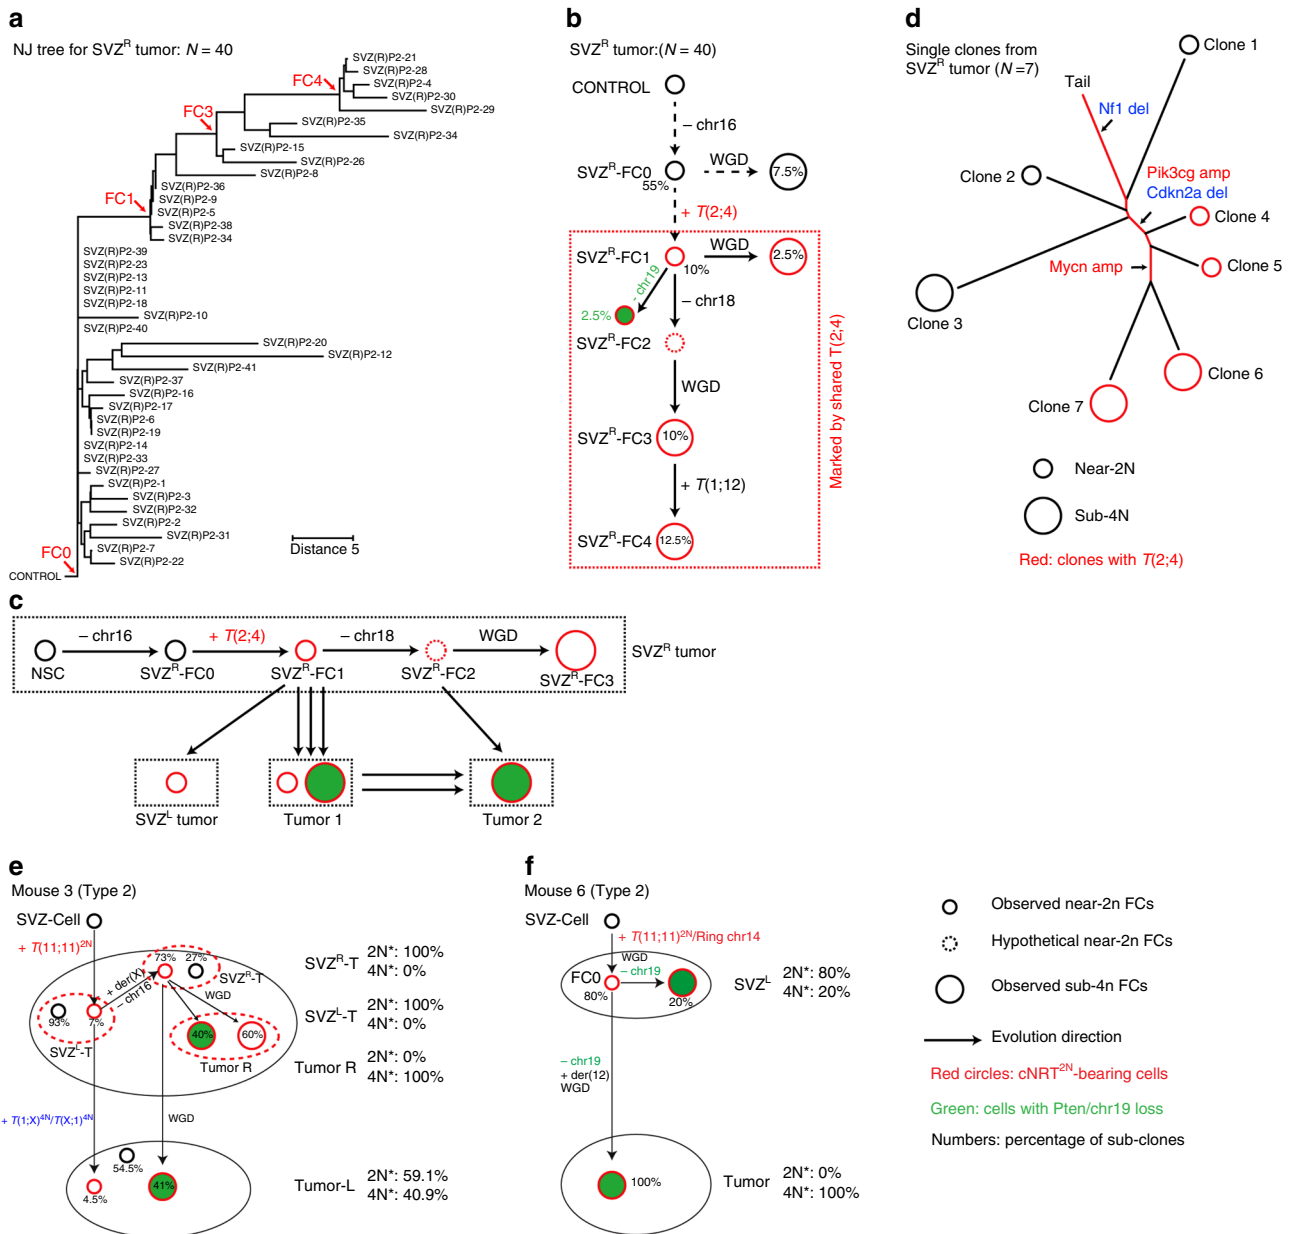 a
NJ tree for SVZR tumor: N = 40
SVZ(R)P2-21
SVZ(R)P2-28
FC4
SVZ(R)P2-4
SVZ(R)P2-30
SVZ(R)P2-29
FC3
SVZ(R)P2-35
SVZ(R)P2-34
SVZ(R)P2-15
SVZ(R)P2-26
SVZ(R)P2-8
SVZ(R)P2-36
FC1
SVZ(R)P2-9
SVZ(R)P2-5
SVZ(R)P2-38
SVZ(R)P2-34
SVZ(R)P2-39
SVZ(R)P2-23
SVZ(R)P2-13
SVZ(R)P2-11
SVZ(R)P2-18
SVZ(R)P2-10
SVZ(R)P2-40
SVZ(R)P2-20
SVZ(R)P2-12
SVZ(R)P2-41
SVZ(R)P2-37
SVZ(R)P2-16
SVZ(R)P2-17
SVZ(R)P2-6
SVZ(R)P2-19
SVZ(R)P2-14
SVZ(R)P2-33
SVZ(R)P2-27
SVZ(R)P2-1
SVZ(R)P2-3
SVZ(R)P2-32
SVZ(R)P2-2
SVZ(R)P2-31
SVZ(R)P2-7
SVZ(R)P2-22
FC0
CONTROL
Distance 5
b
SVZR tumor:(N = 40)
CONTROL
– chr16
SVZR-FC0
55%
WGD
7.5%
+ T(2;4)
SVZR-FC1
10%
WGD
2.5%
- chr19
2.5%
– chr18
SVZR-FC2
WGD
SVZR-FC3
10%
+ T(1;12)
SVZR-FC4
12.5%
Marked by shared T(2:4)
d
Single clones from
SVZR tumor (N =7)
Clone 1
Tail
Nf1 del
Clone 2
Pik3cg amp
Cdkn2a del
Clone 4
Mycn amp
Clone 5
Clone 3
Clone 6
Clone 7
Near-2N
Sub-4N
Red: clones with T(2;4)
c
– chr16
+ T(2;4)
– chr18
WGD
NSC
SVZR-FC0
SVZR-FC1
SVZR-FC2
SVZR-FC3
SVZR tumor
SVZL tumor
Tumor 1
Tumor 2
e
Mouse 3 (Type 2)
SVZ-Cell
+ T(11;11)2N
73%
27%
SVZR-T
+ der(X)
– chr16
WGD
93%
7%
SVZL-T
40%
60%
Tumor R
SVZR-T
2N*: 100%
4N*: 0%
SVZL-T
2N*: 100%
4N*: 0%
Tumor R
2N*: 0%
4N*: 100%
+ T(1;X)4N/T(X;1)4N
WGD
54.5%
4.5%
41%
Tumor-L
2N*: 59.1%
4N*: 40.9%
f
Mouse 6 (Type 2)
SVZ-Cell
+ T(11;11)2N/Ring chr14
WGD
FC0
– chr19
80%
20%
SVZL
2N*: 80%
4N*: 20%
– chr19
+ der(12)
WGD
100%
Tumor
2N*: 0%
4N*: 100%
Observed near-2n FCs
Hypothetical near-2n FCs
Observed sub-4n FCs
Evolution direction
Red circles: cNRT2N-bearing cells
Green: cells with Pten/chr19 loss
Numbers: percentage of sub-clones